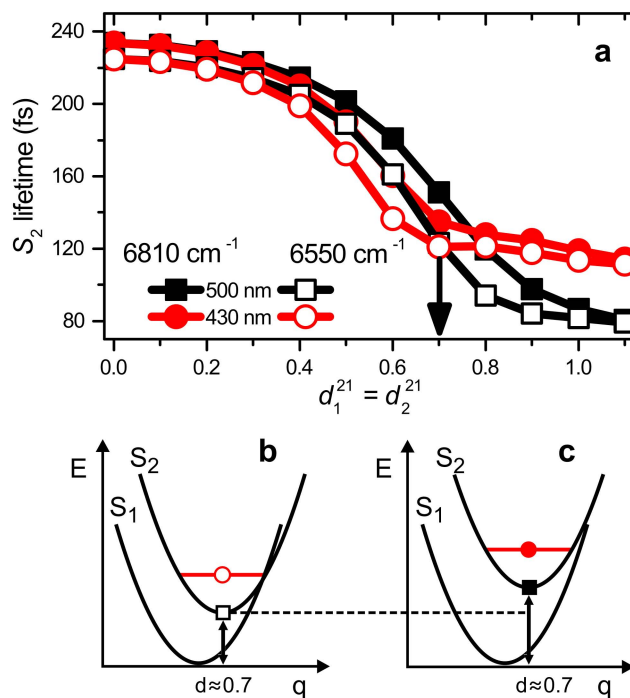 240
a
200
160
120
80
S₂ lifetime (fs)
6810 cm⁻¹ 6550 cm⁻¹
500 nm
430 nm
0.0 0.2 0.4 0.6 0.8 1.0
d₁²¹ = d₂²¹
b
E
S₂
S₁
d≈0.7 q
c
E
S₂
S₁
d≈0.7 q